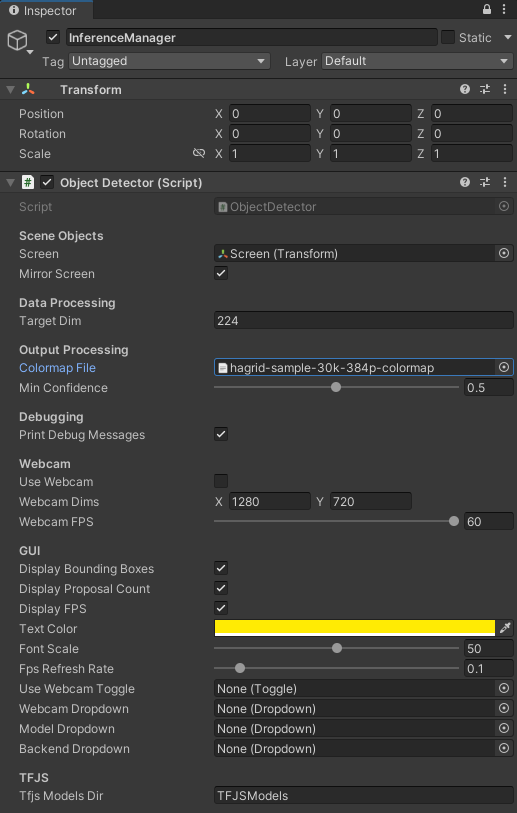 Inspector
InferenceManager Static
Tag Untagged Layer Default
Transform
Position X 0 Y 0 Z 0
Rotation X 0 Y 0 Z 0
Scale X 1 Y 1 Z 1
# Object Detector (Script)
Script # ObjectDetector
Scene Objects
Screen Screen (Transform)
Mirror Screen
Data Processing
Target Dim 224
Output Processing
Colormap File hagrid-sample-30k-384p-colormap
Min Confidence 0.5
Debugging
Print Debug Messages
Webcam
Use Webcam
Webcam Dims X 1280 Y 720
Webcam FPS 60
GUI
Display Bounding Boxes
Display Proposal Count
Display FPS
Text Color
Font Scale 50
Fps Refresh Rate 0.1
Use Webcam Toggle None (Toggle)
Webcam Dropdown None (Dropdown)
Model Dropdown None (Dropdown)
Backend Dropdown None (Dropdown)
TFJS
Tfjs Models Dir TFJSModels